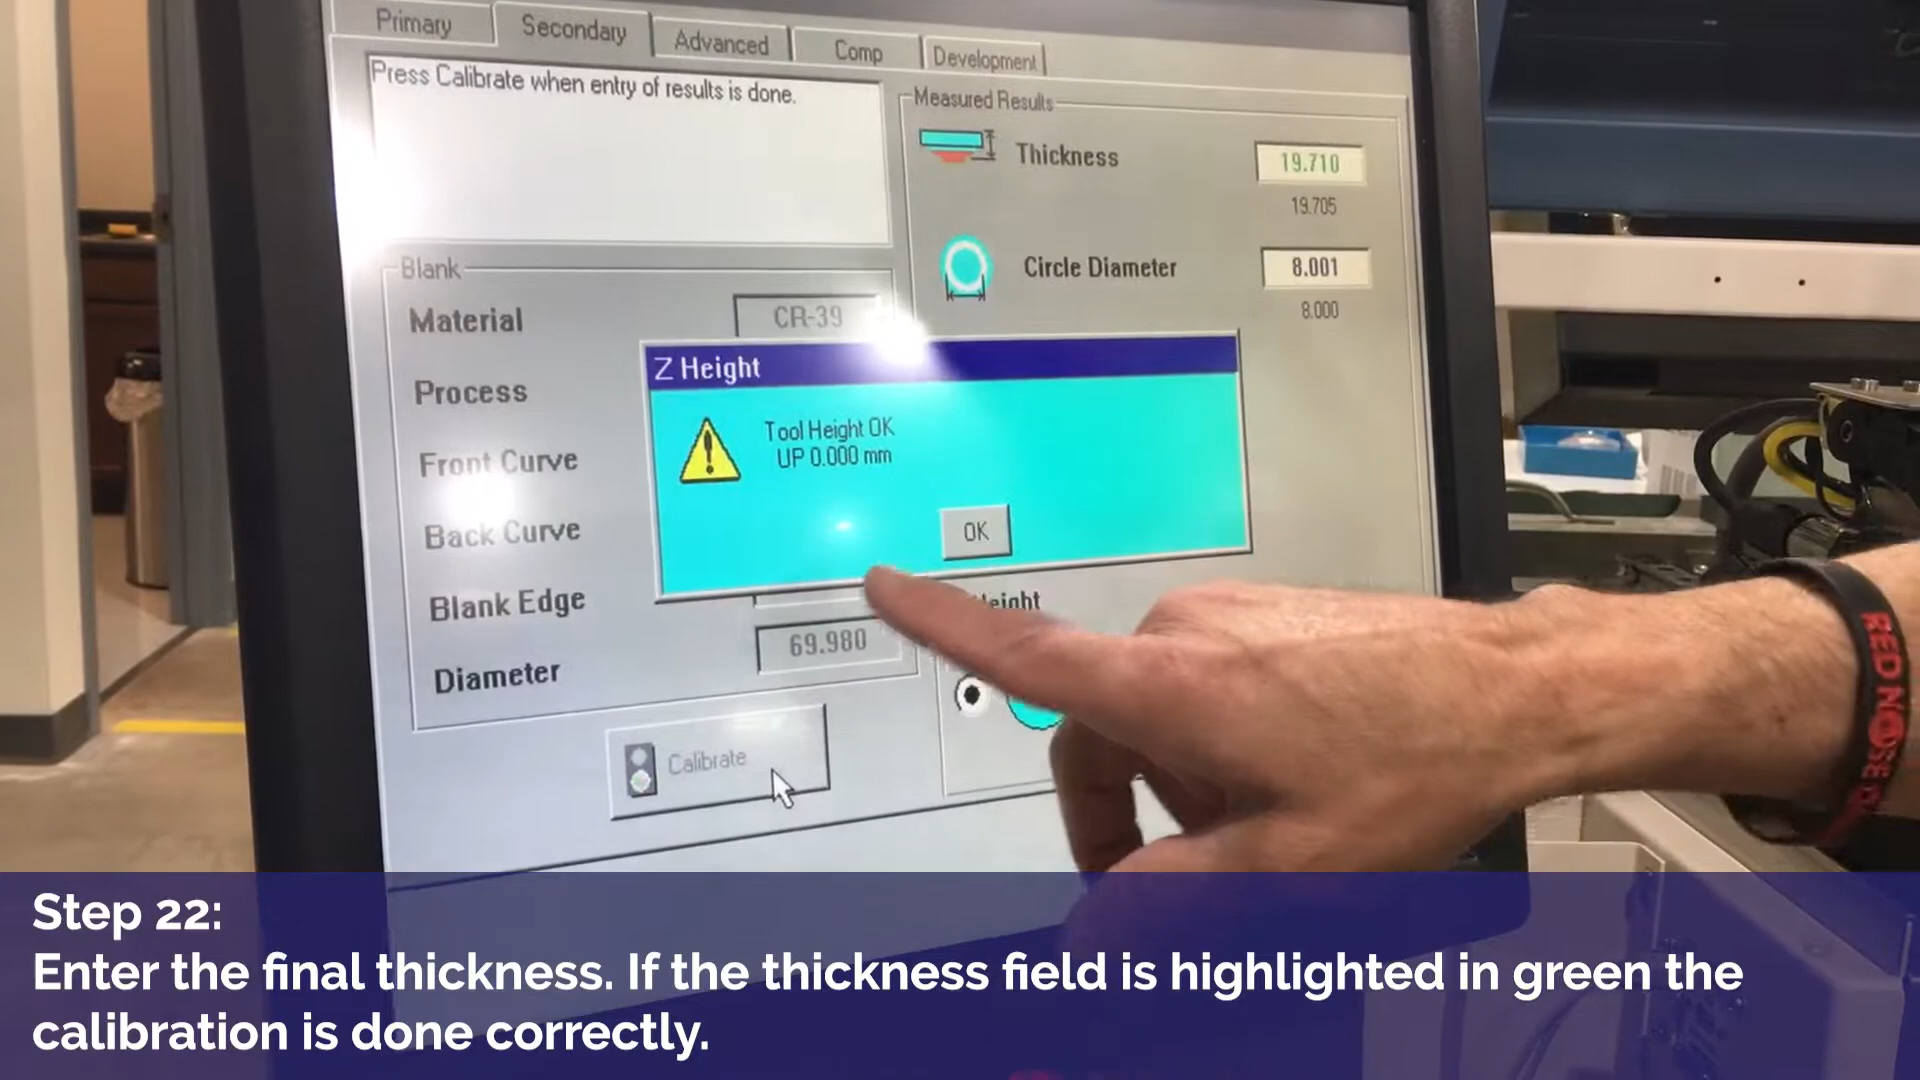 Primary
Secondary
Advanced
Comp
Development
Press Calibrate when entry of results is done.
Measured Results
Thickness
19.710
19.705
Circle Diameter
8.001
8.000
Blank
Material
CR-39
Process
Front Curve
Back Curve
Blank Edge
Diameter
69.980
Z Height
Tool Height OK
UP 0.000 mm
OK
Calibrate
RED NOSE
Step 22:
Enter the final thickness. If the thickness field is highlighted in green the
calibration is done correctly.